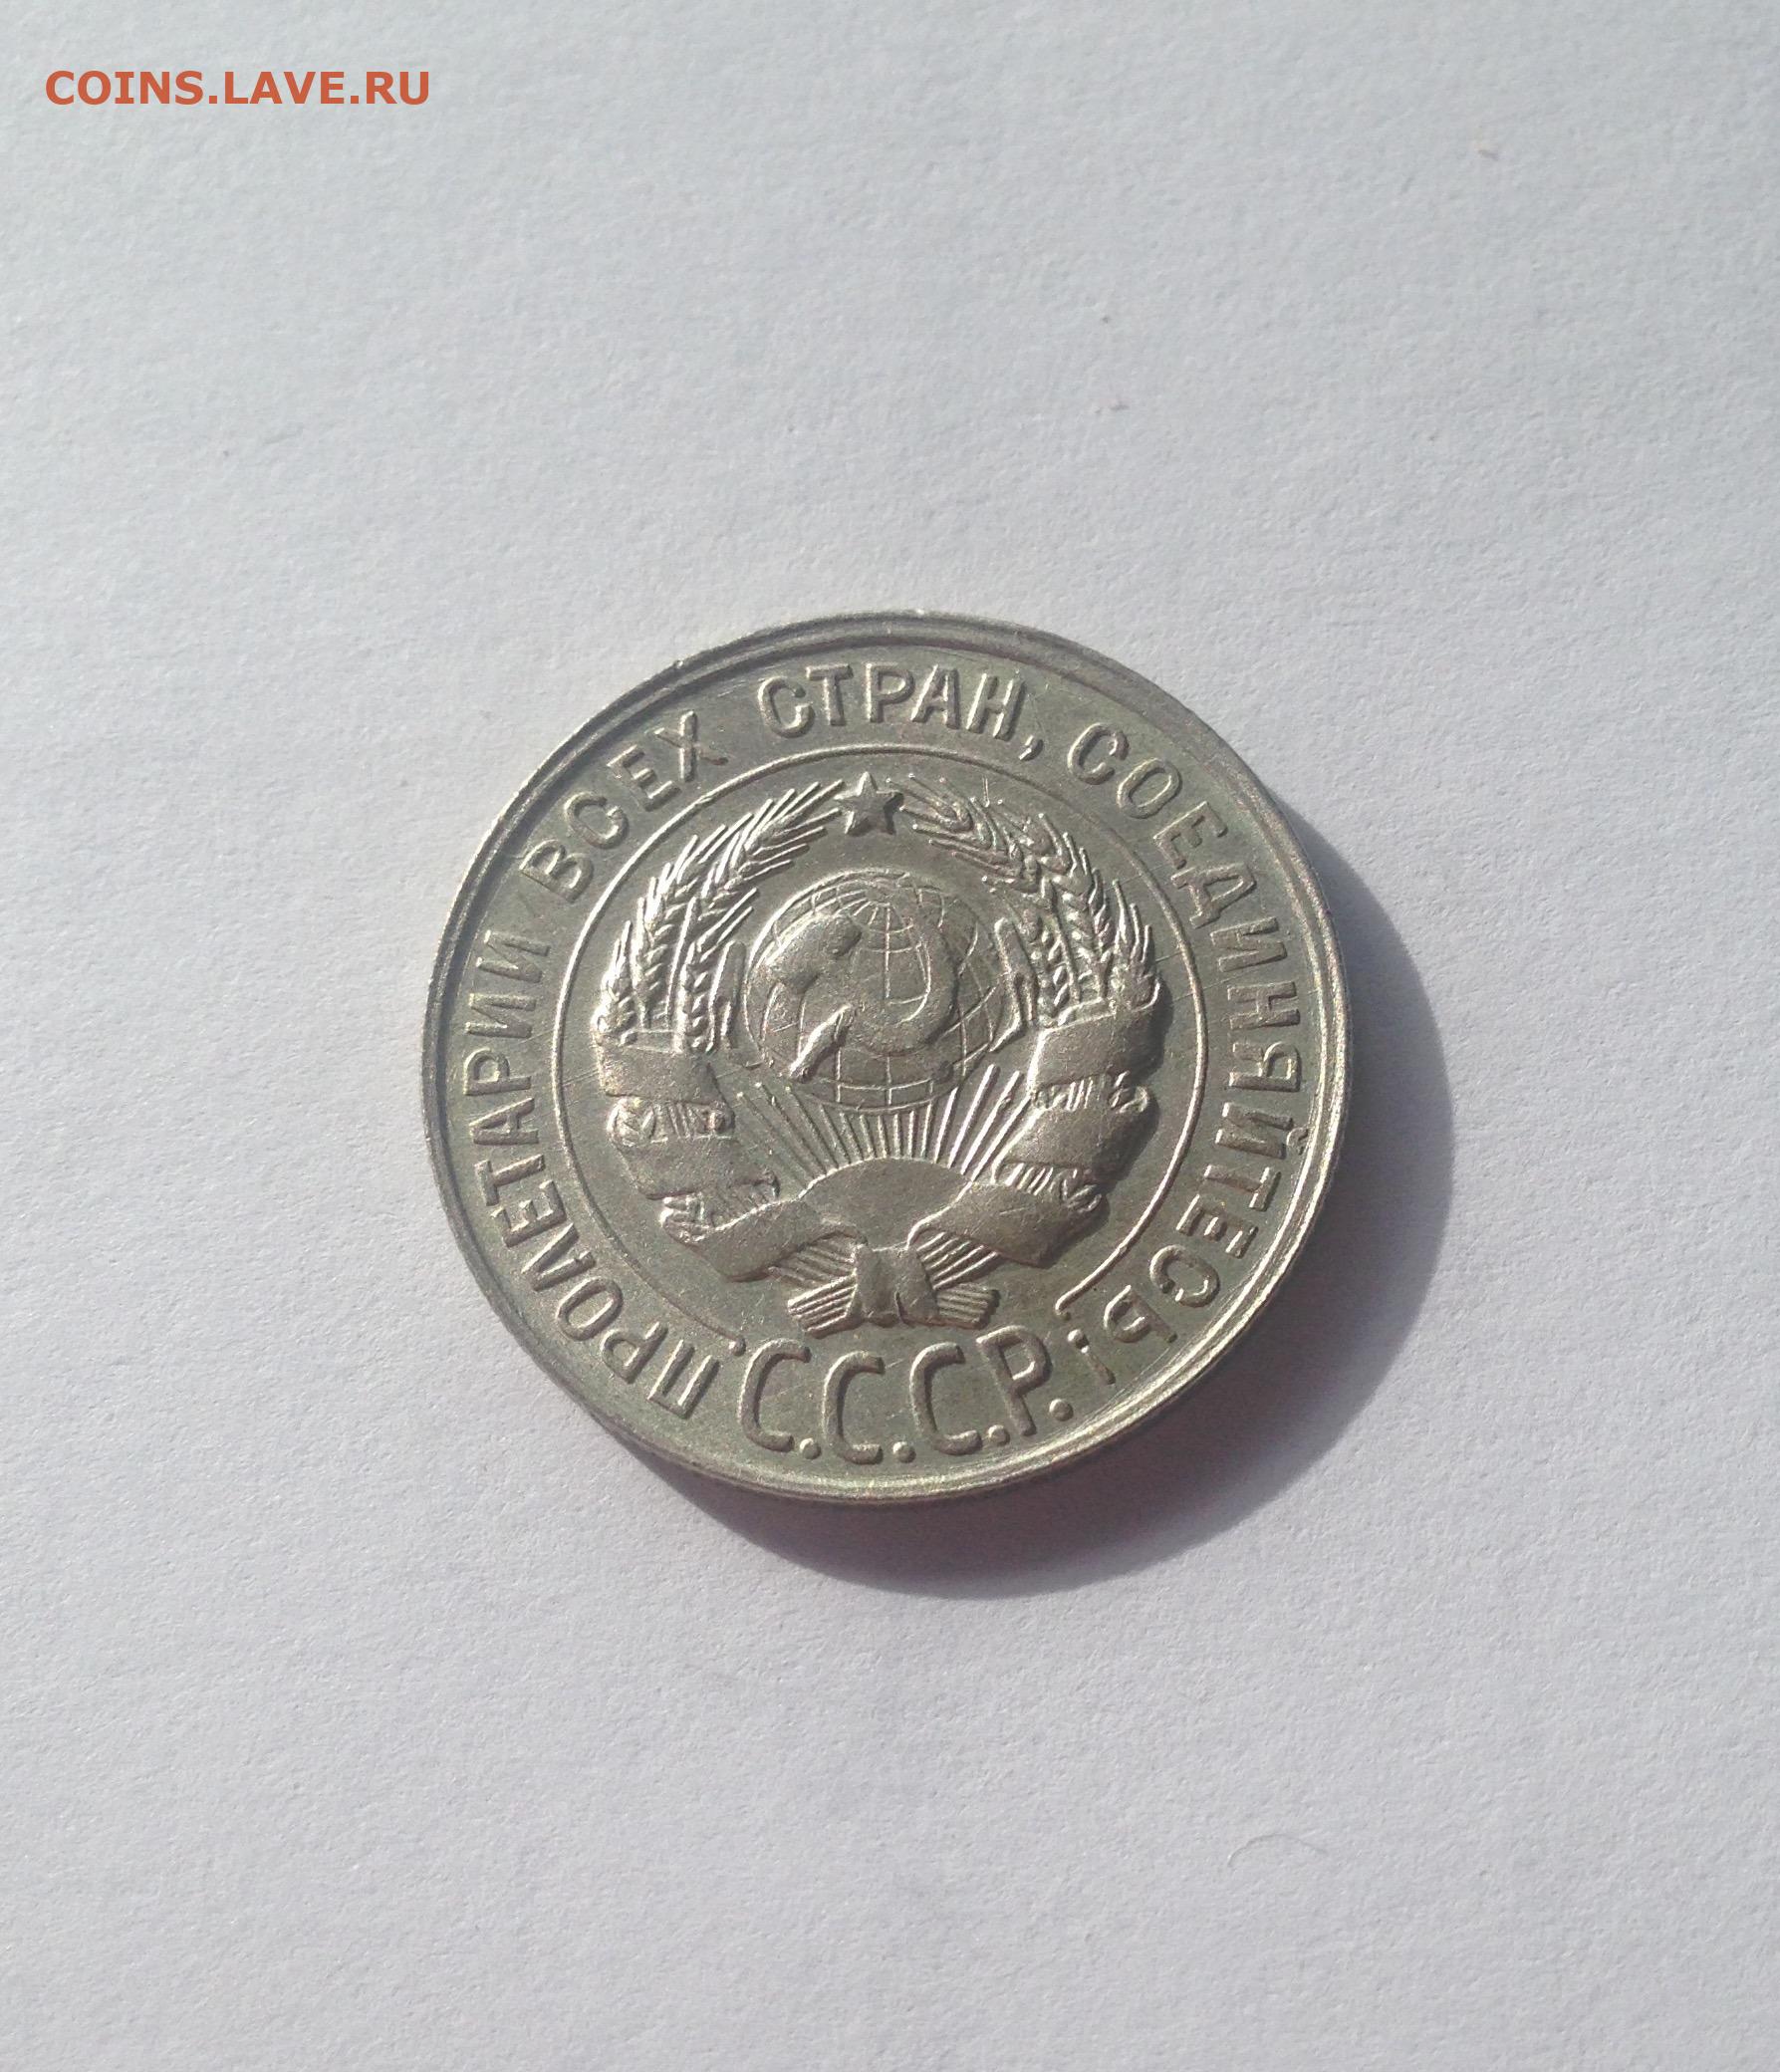 COINS.LAVE.RU
ПРОЛЕТАРИИ ВСЕХ СТРАН, СОЕДИНЯЙТЕСЬ!
С.С.С.Р.